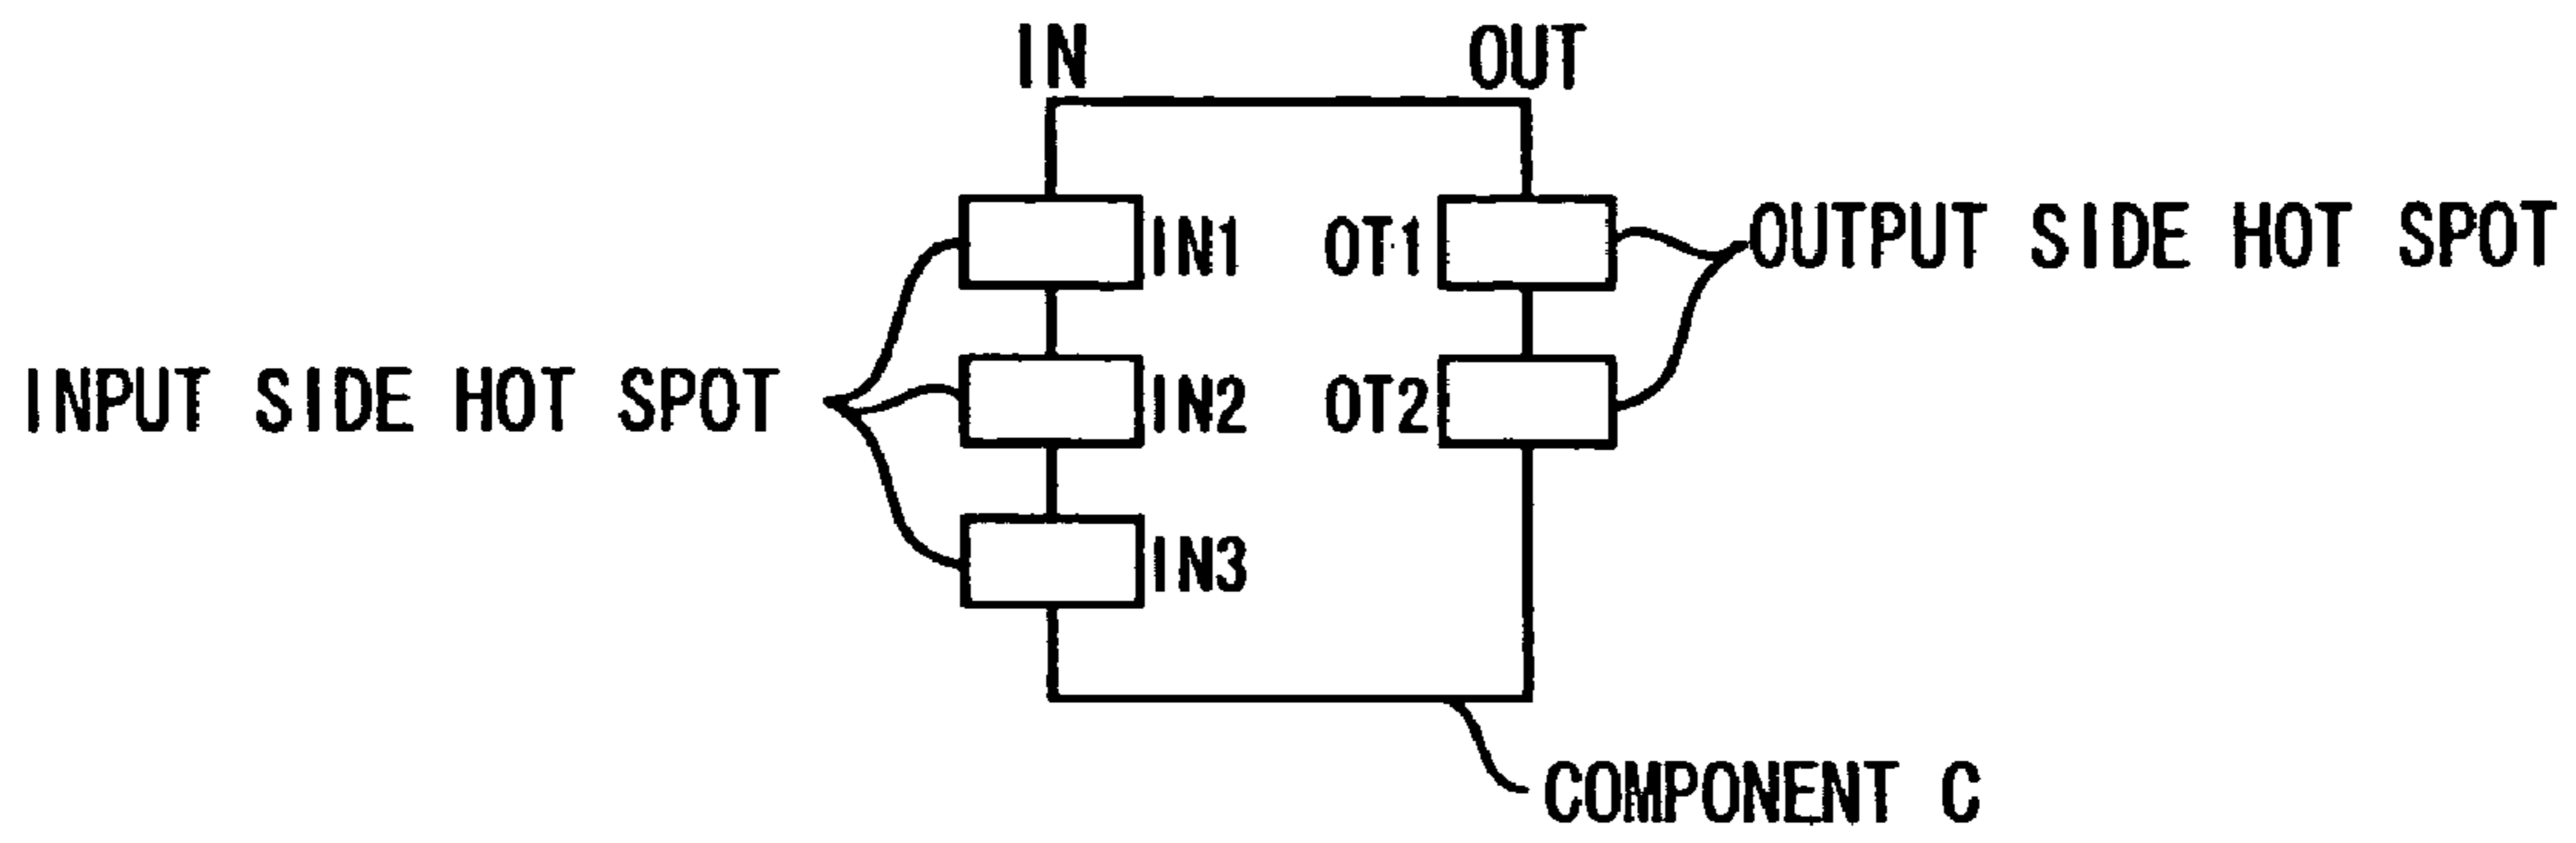 IN OUT
IN1 OT1 OUTPUT SIDE HOT SPOT
INPUT SIDE HOT SPOT IN2 OT2
IN3
COMPONENT C